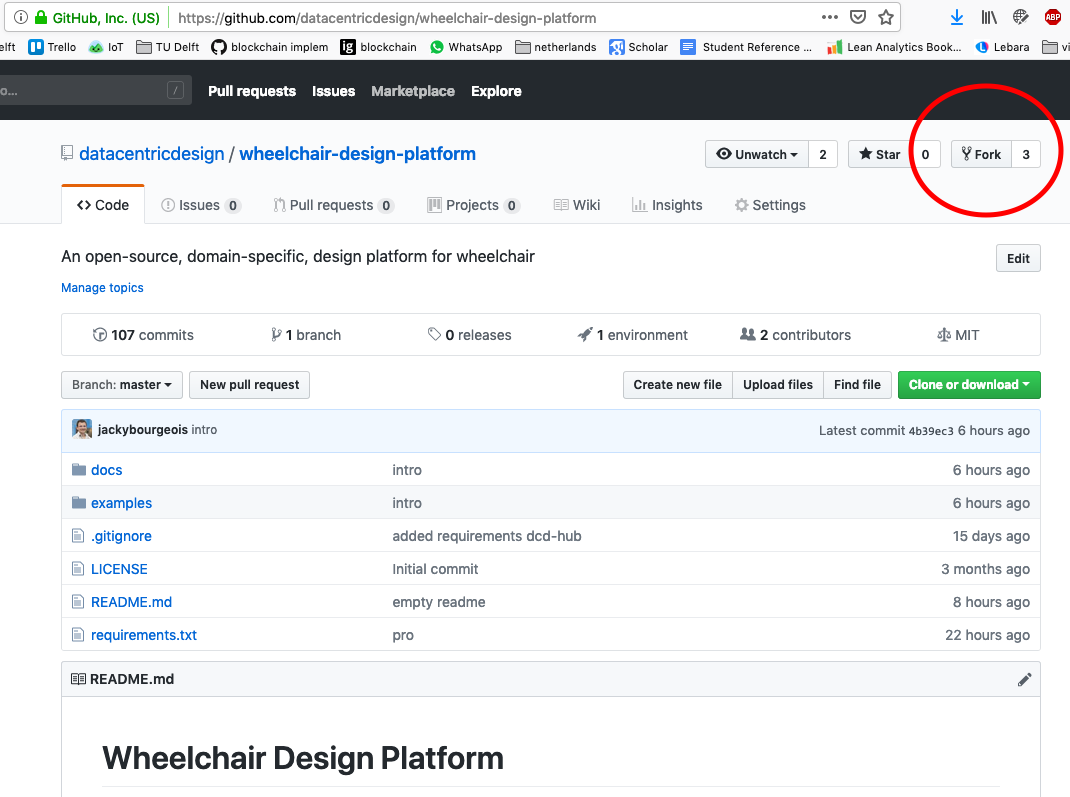 GitHub, Inc. (US) https://github.com/datacentricdesign/wheelchair-design-platform
elft Trello IoT TU Delft blockchain implem ig blockchain WhatsApp netherlands Scholar Student Reference ... Lean Analytics Book... Lebara vi
o... / Pull requests Issues Marketplace Explore
datacentricdesign / wheelchair-design-platform Unwatch 2 Star 0 Fork 3
Code Issues 0 Pull requests 0 Projects 0 Wiki Insights Settings
An open-source, domain-specific, design platform for wheelchair Edit
Manage topics
107 commits 1 branch 0 releases 1 environment 2 contributors MIT
Branch: master New pull request Create new file Upload files Find file Clone or download
jackybourgeois intro Latest commit 4b39ec3 6 hours ago
docs intro 6 hours ago
examples intro 6 hours ago
.gitignore added requirements dcd-hub 15 days ago
LICENSE Initial commit 3 months ago
README.md empty readme 8 hours ago
requirements.txt pro 22 hours ago
README.md
Wheelchair Design Platform